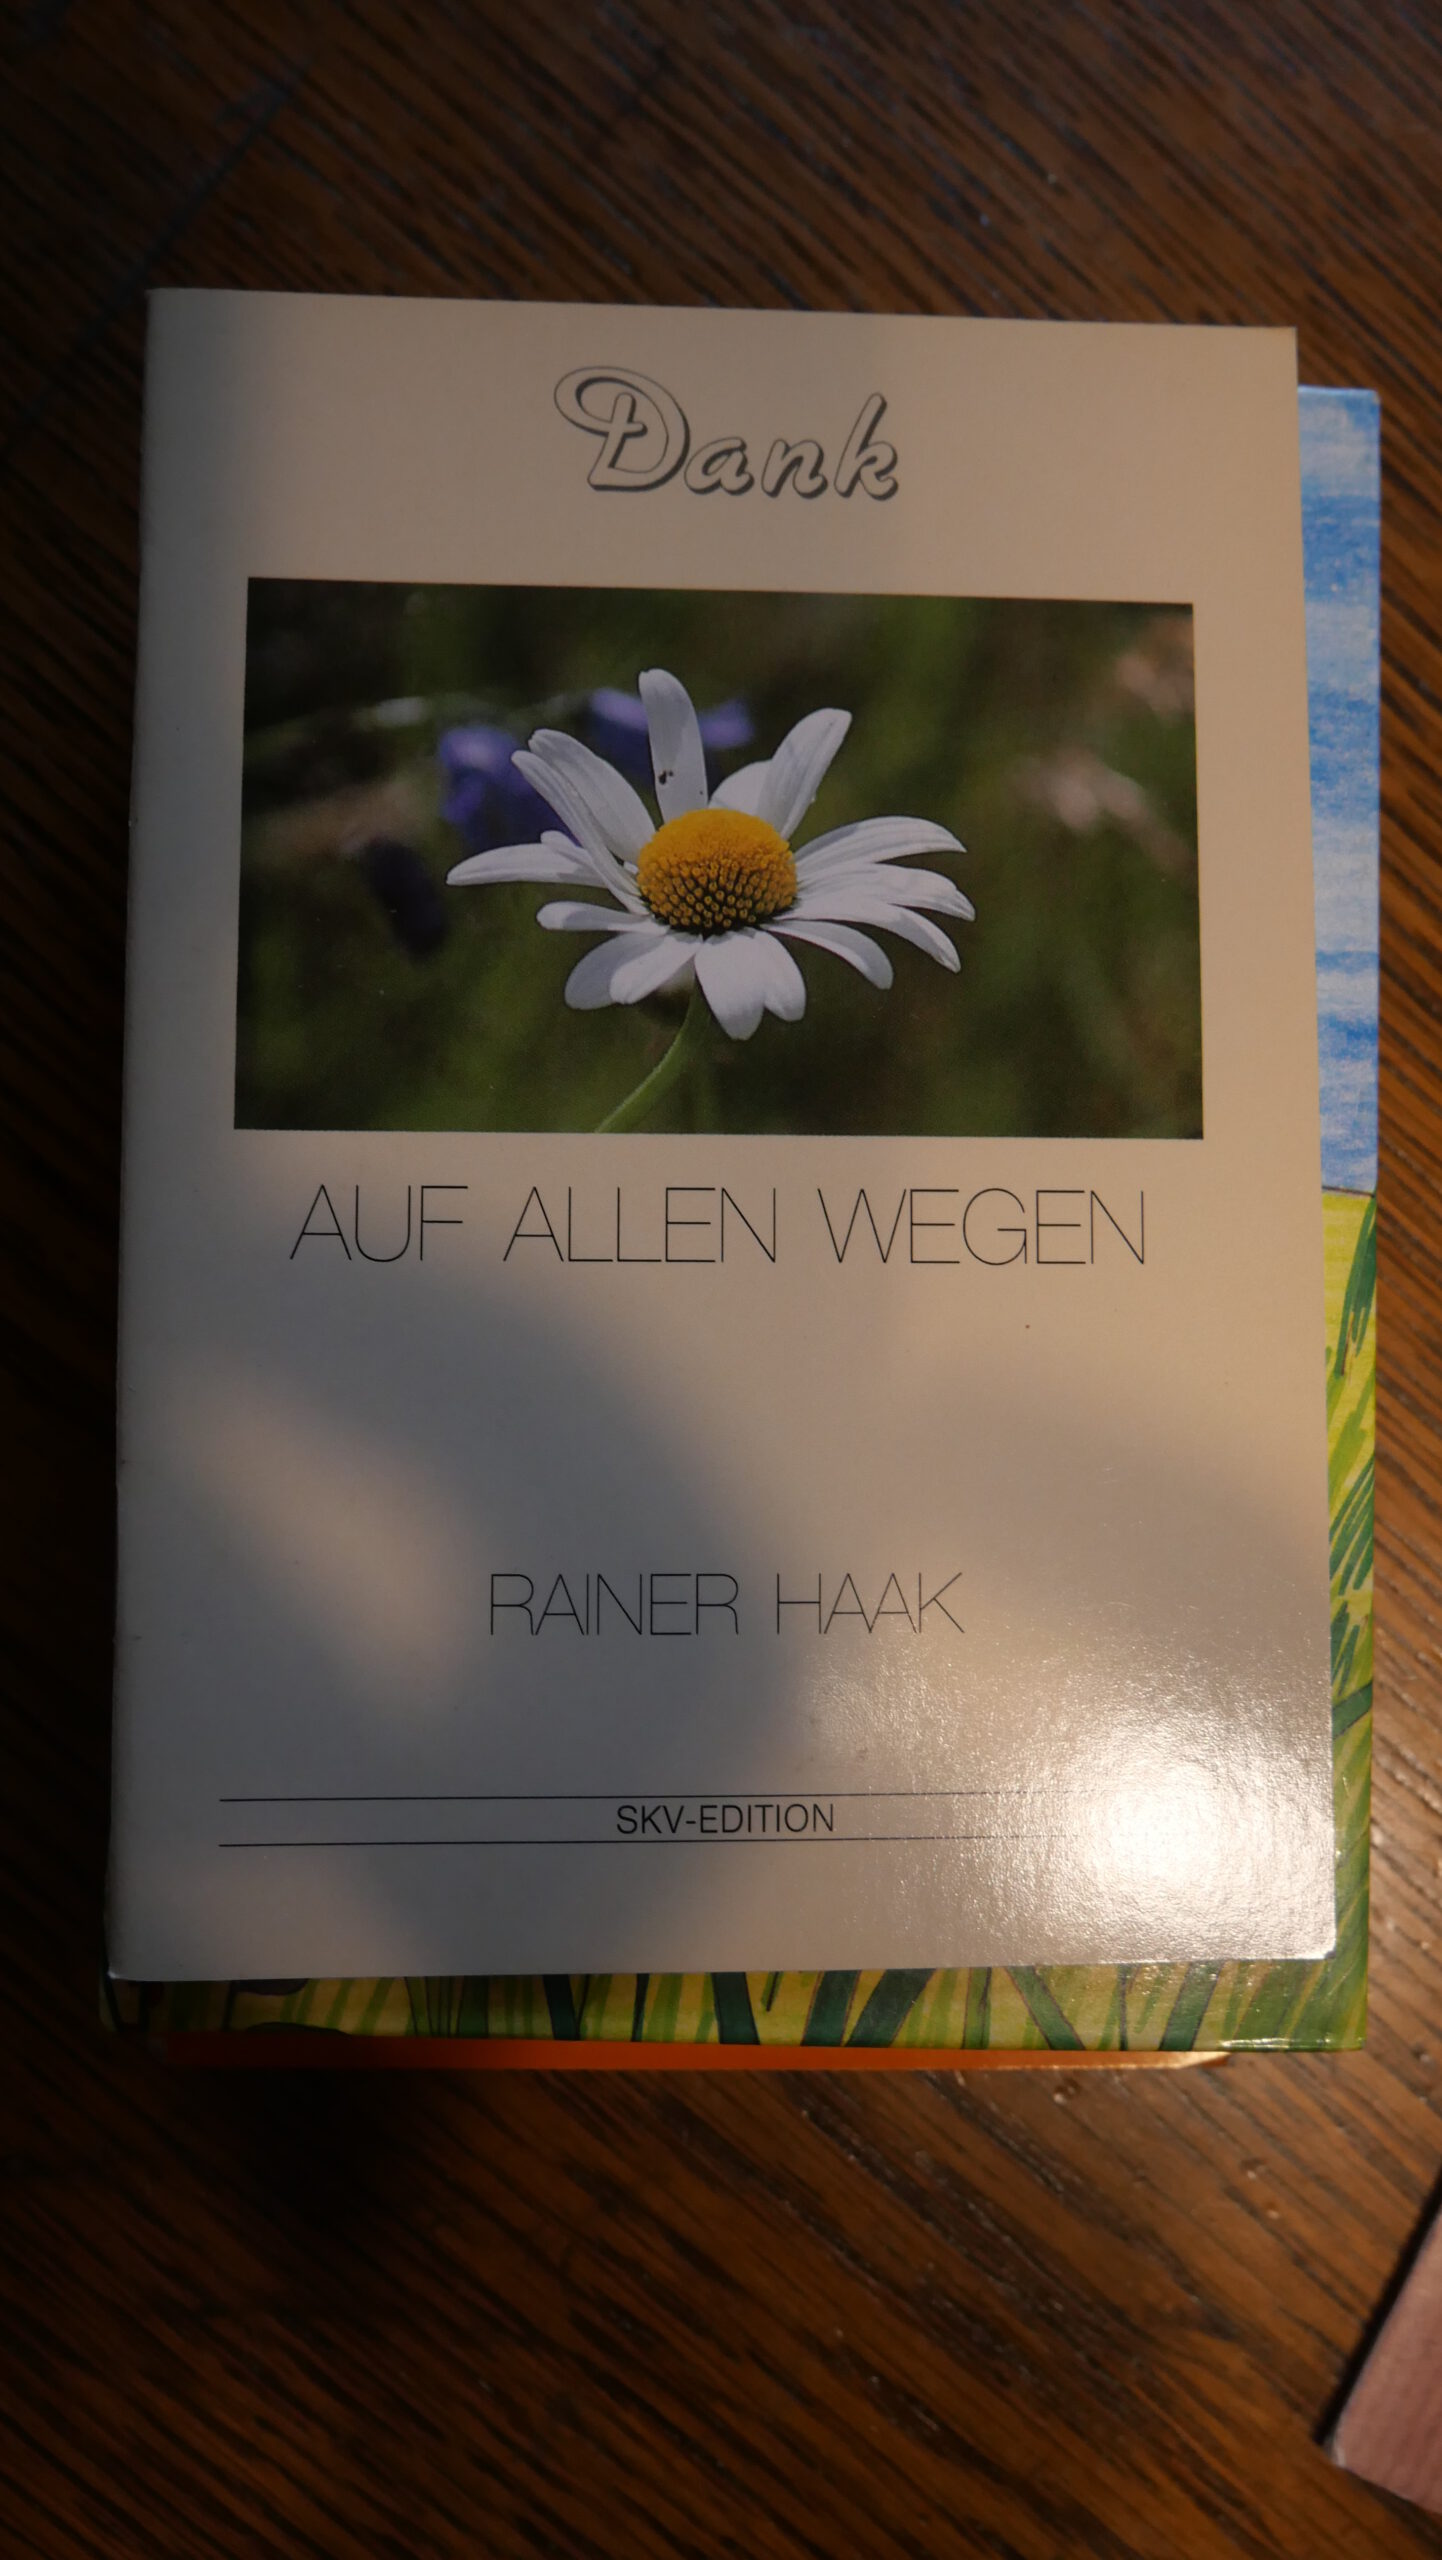 Dank
AUF ALLEN WEGEN
RAINER HAAK
SKV-EDITION